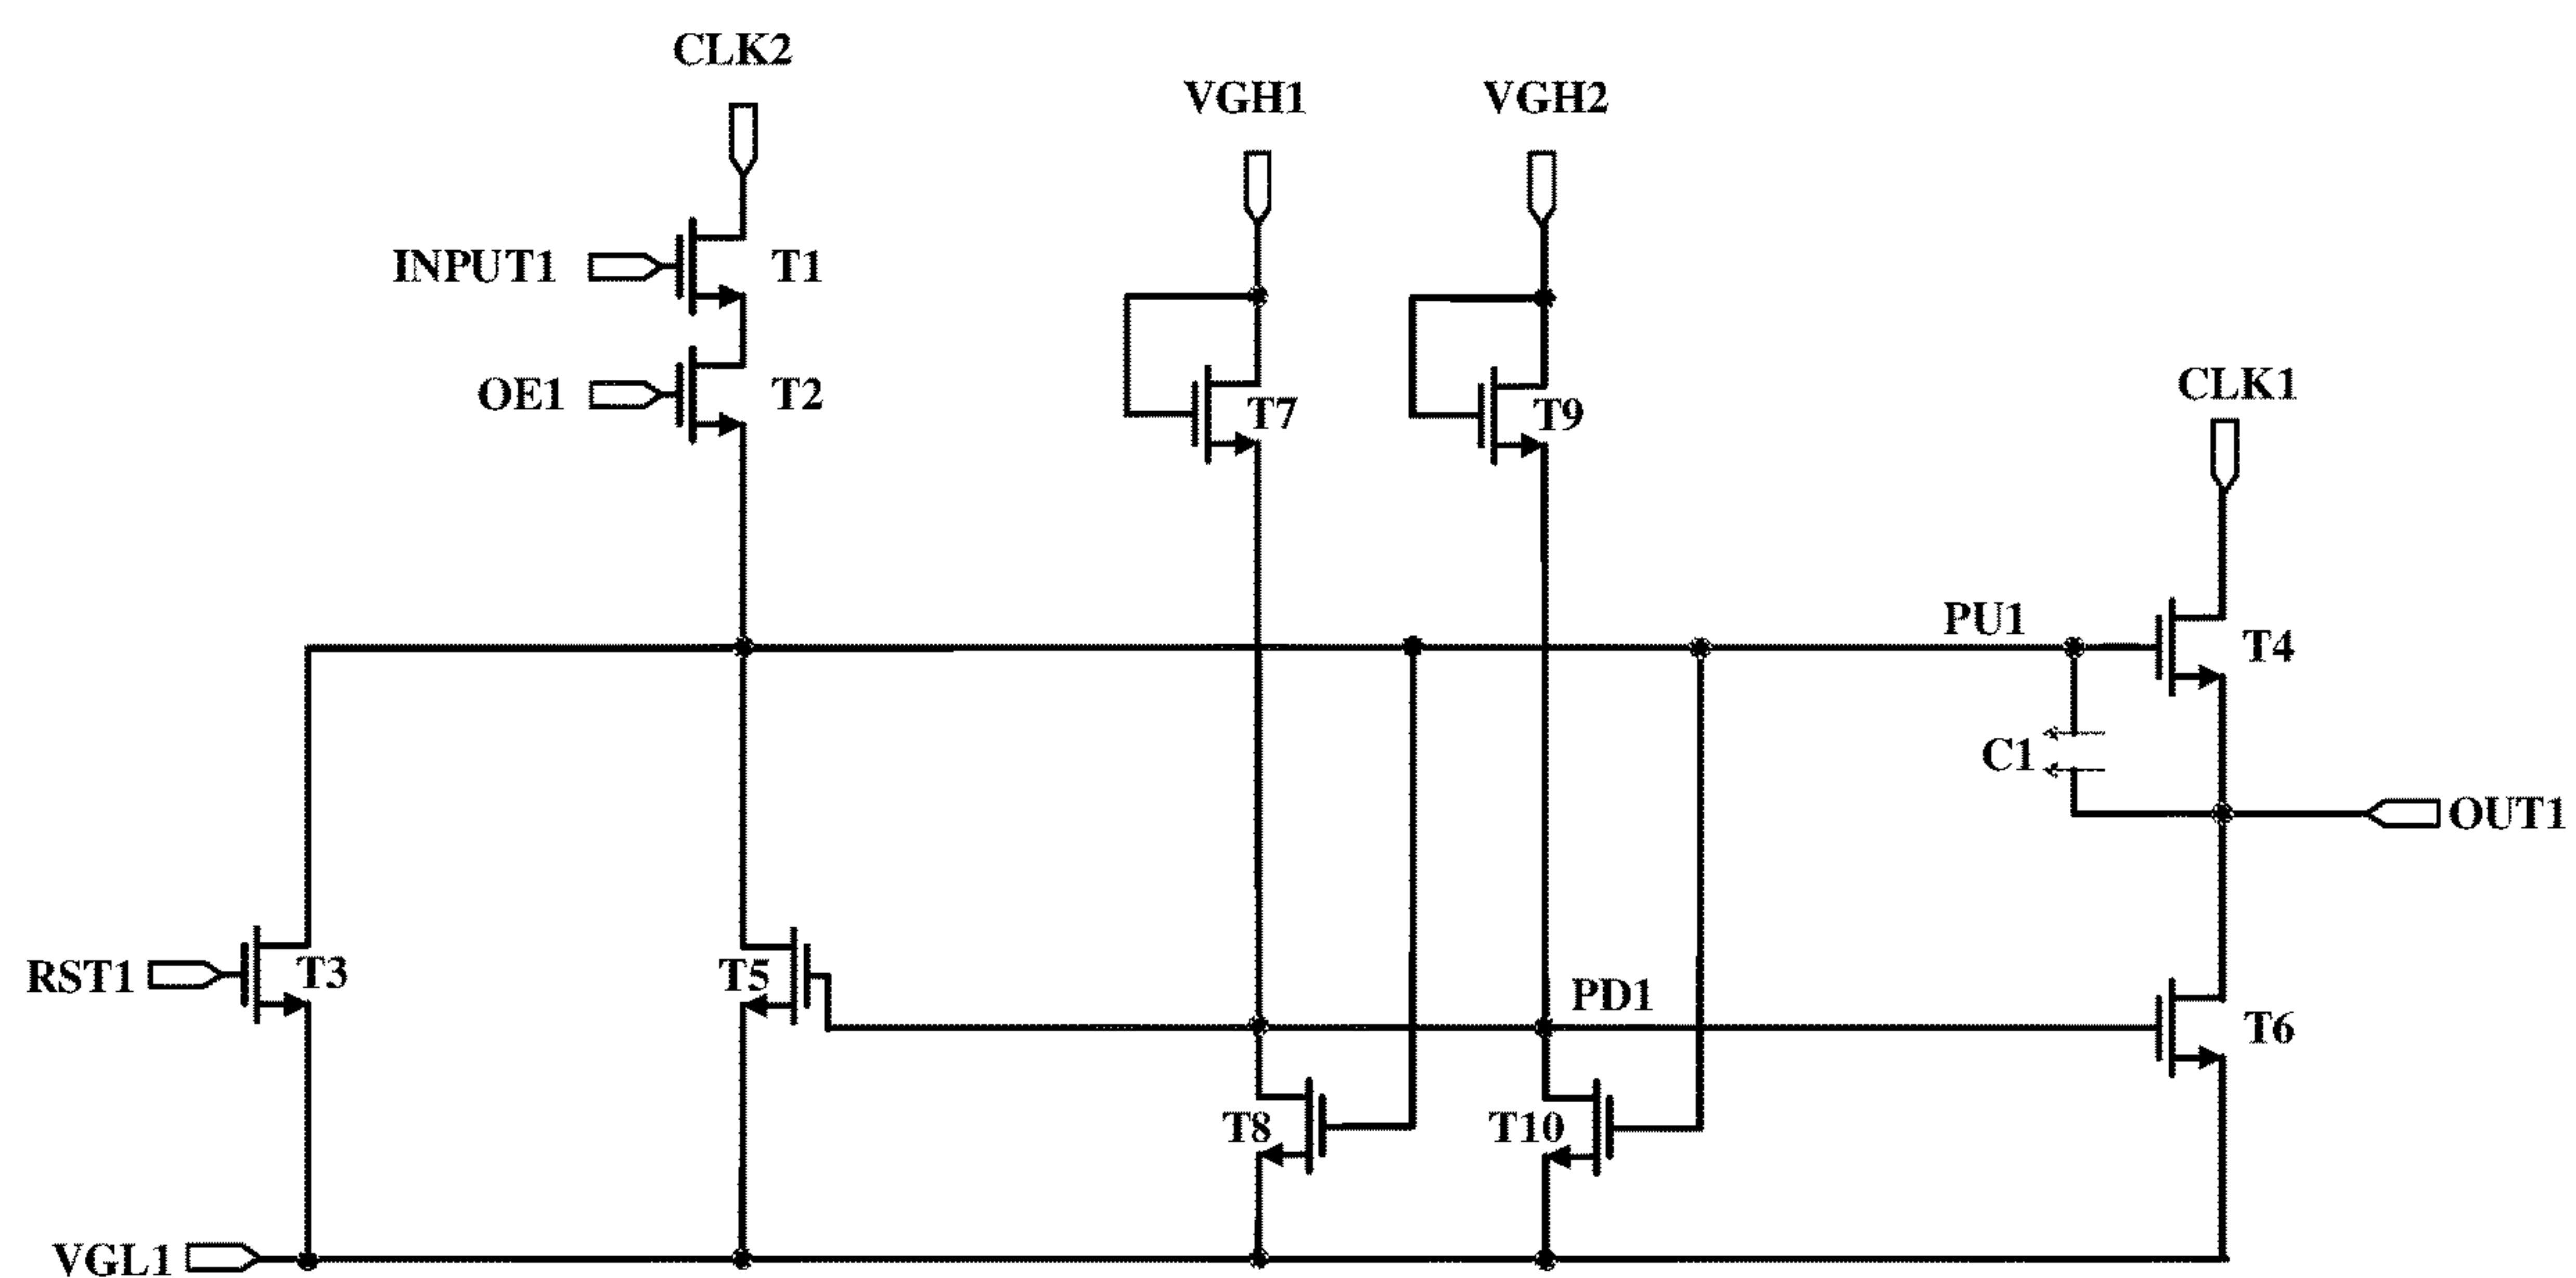 CLK2
VGH1
VGH2
INPUT1
T1
OE1
T2
T7
T9
CLK1
PU1
T4
C1
OUT1
RST1
T3
T5
PD1
T6
T8
T10
VGL1